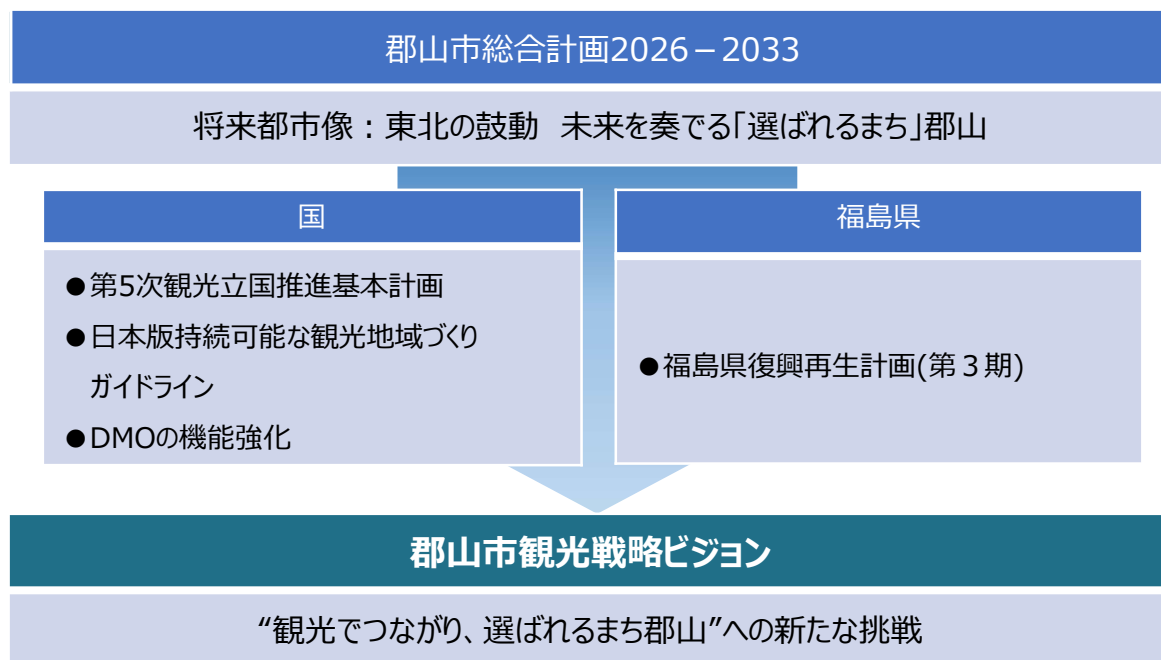 郡山市総合計画2026－2033
将来都市像：東北の鼓動　未来を奏でる「選ばれるまち」郡山
国
●第5次観光立国推進基本計画
●日本版持続可能な観光地域づくり
ガイドライン
●DMOの機能強化
福島県
●福島県復興再生計画(第３期)
郡山市観光戦略ビジョン
“観光でつながり、選ばれるまち郡山”への新たな挑戦